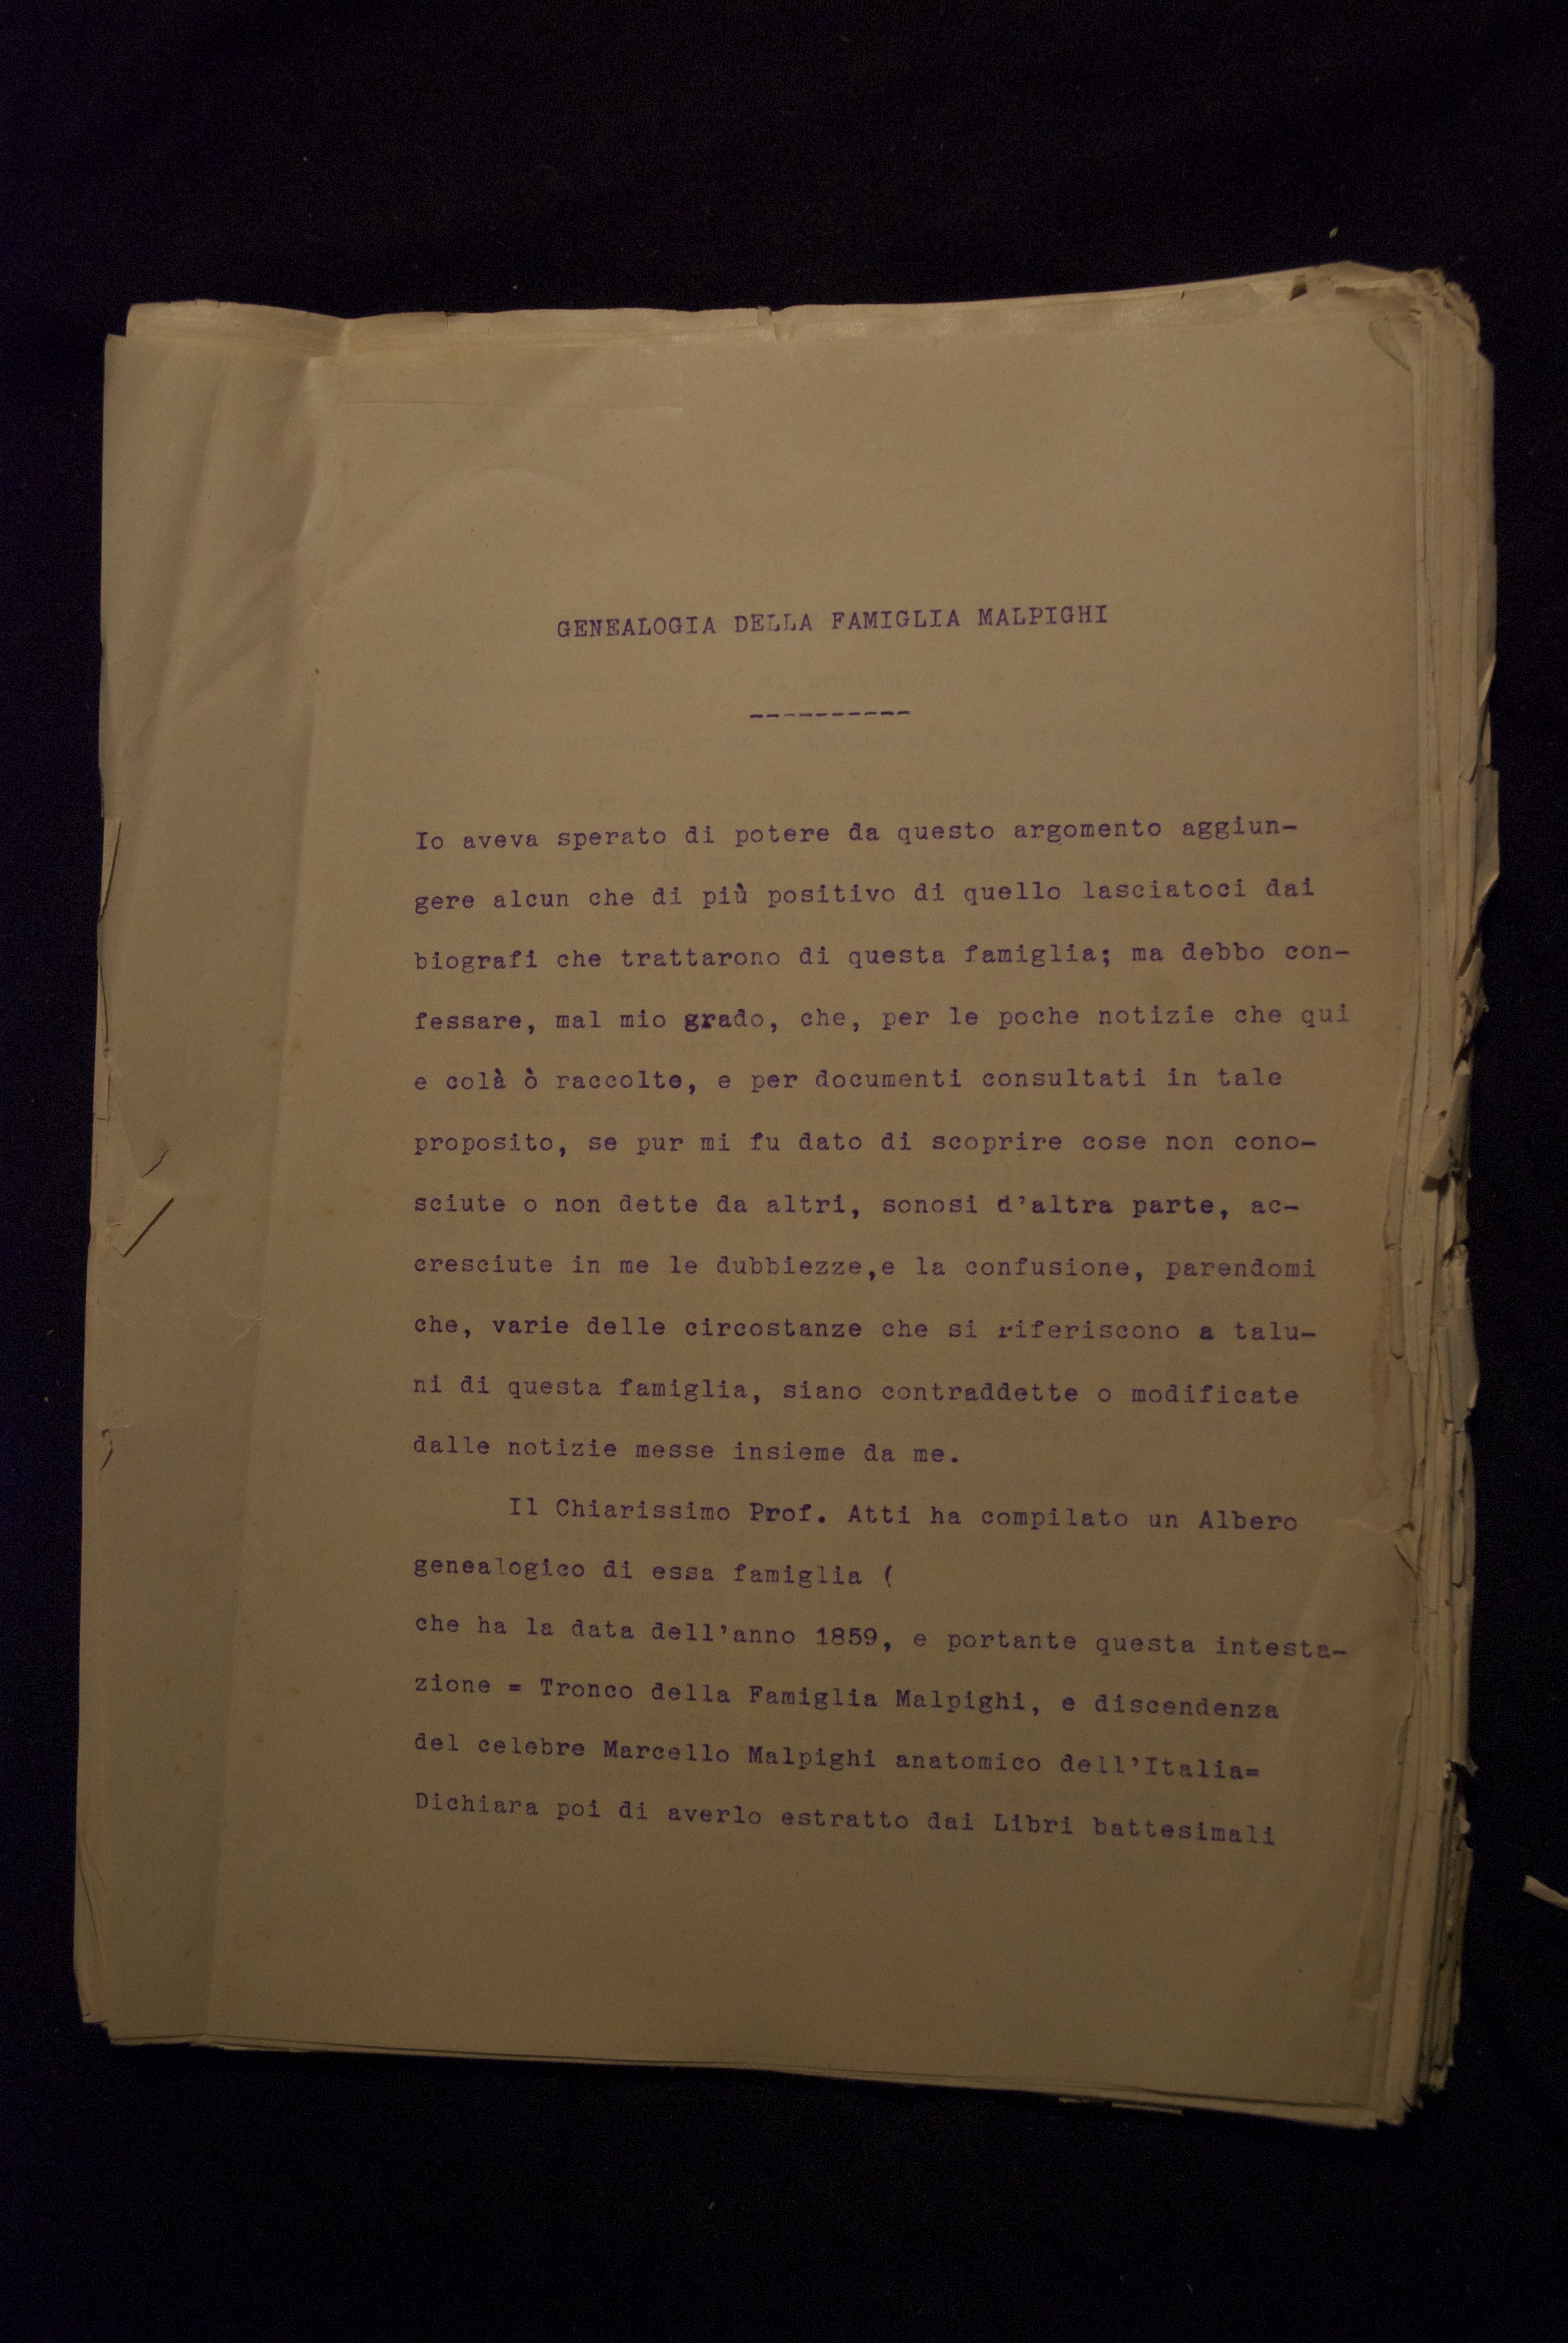 GENEALOGIA DELLA FAMIGLIA MALPIGHI
----------
Io aveva sperato di potere da questo argomento aggiun-
gere alcun che di più positivo di quello lasciatoci dai
biografi che trattarono di questa famiglia; ma debbo con-
fessare, mal mio grado, che, per le poche notizie che qui
e colà ò raccolte, e per documenti consultati in tale
proposito, se pur mi fu dato di scoprire cose non cono-
sciute o non dette da altri, sonosi d'altra parte, ac-
cresciute in me le dubbiezze,e la confusione, parendomi
che, varie delle circostanze che si riferiscono a talu-
ni di questa famiglia, siano contraddette o modificate
dalle notizie messe insieme da me.
Il Chiarissimo Prof. Atti ha compilato un Albero
genealogico di essa famiglia (
che ha la data dell'anno 1859, e portante questa intesta-
zione = Tronco della Famiglia Malpighi, e discendenza
del celebre Marcello Malpighi anatomico dell'Italia=
Dichiara poi di averlo estratto dai Libri battesimali